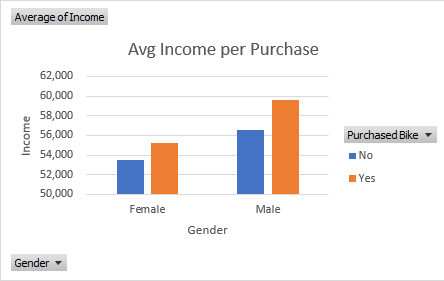 Average of Income
Avg Income per Purchase
62,000
60,000
58,000
56,000
54,000
52,000
50,000
Income
Female
Male
Gender
Purchased Bike
No
Yes
Gender